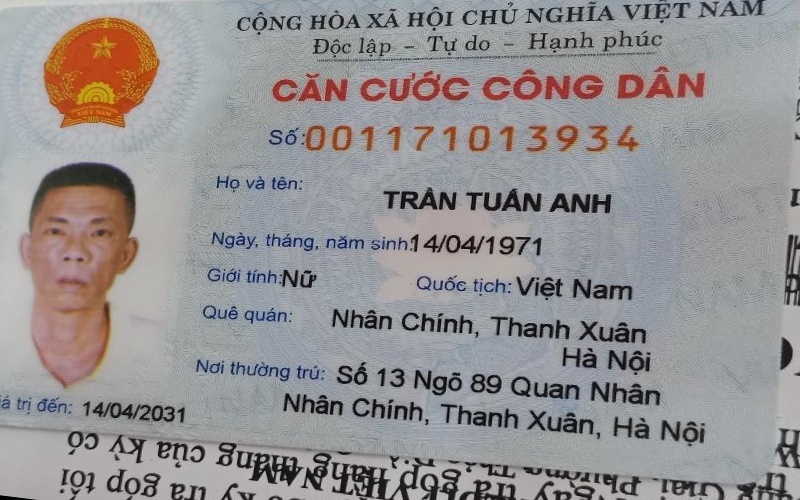 CỘNG HÒA XÃ HỘI CHỦ NGHĨA VIỆT NAM
Độc lập - Tự do - Hạnh phúc
CĂN CƯỚC CÔNG DÂN
Số: 001171013934
Họ và tên:
TRẦN TUẤN ANH
Ngày, tháng, năm sinh: 14/04/1971
Giới tính: Nữ Quốc tịch: Việt Nam
Quê quán: Nhân Chính, Thanh Xuân
Hà Nội
Nơi thường trú: Số 13 Ngõ 89 Quan Nhân
Nhân Chính, Thanh Xuân, Hà Nội
á trị đến: 14/04/2031